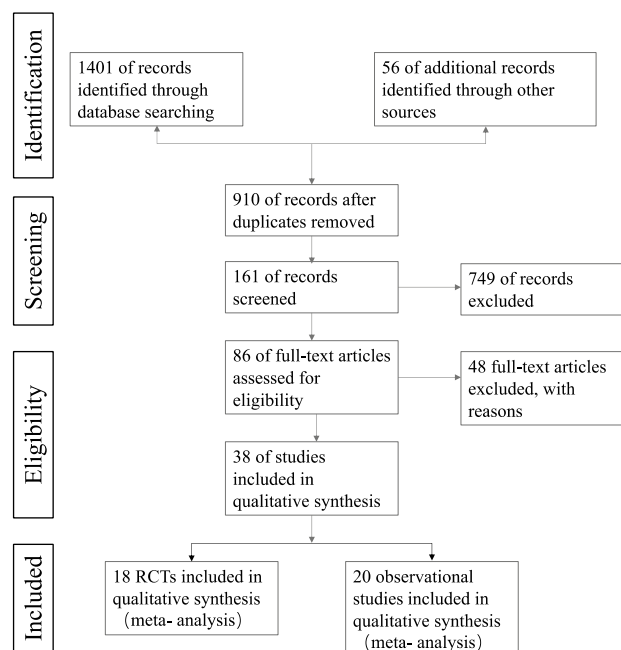 Identification
1401 of records
identified through
database searching
56 of additional records
identified through other
sources
Screening
910 of records after
duplicates removed
161 of records
screened
749 of records
excluded
Eligibility
86 of full-text articles
assessed for
eligibility
48 full-text articles
excluded, with
reasons
38 of studies
included in
qualitative synthesis
Included
18 RCTs included in
qualitative synthesis
（meta- analysis）
20 observational
studies included in
qualitative synthesis
（meta- analysis）